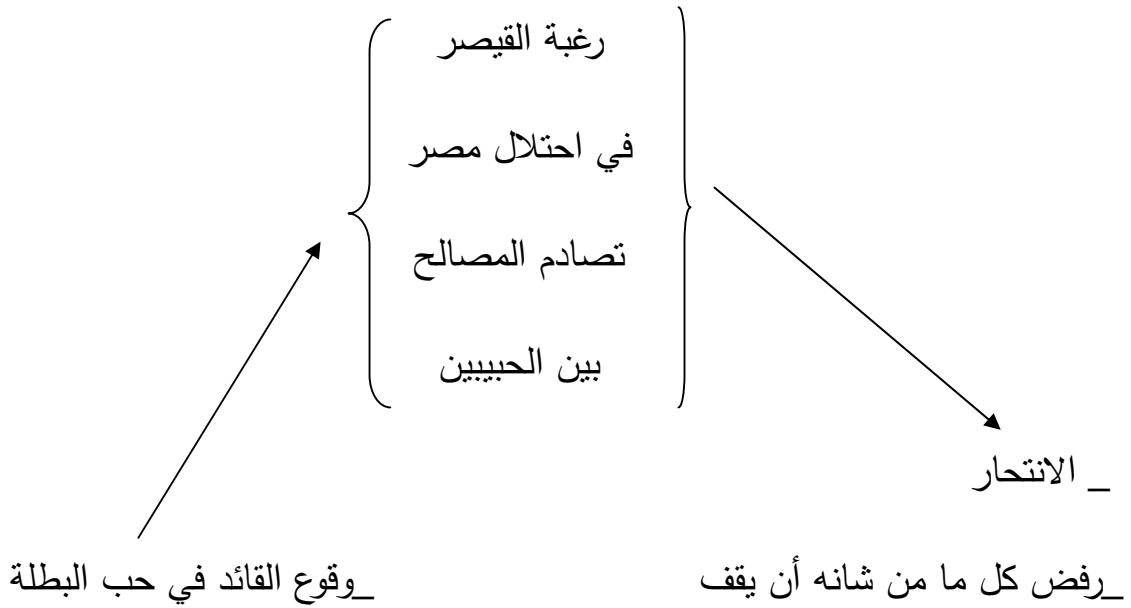 رغبة القيصر
في احتلال مصر
تصادم المصالح
بين الحبيبين
_ الانتحار
_رفض كل ما من شانه أن يقف
_وقوع القائد في حب البطلة